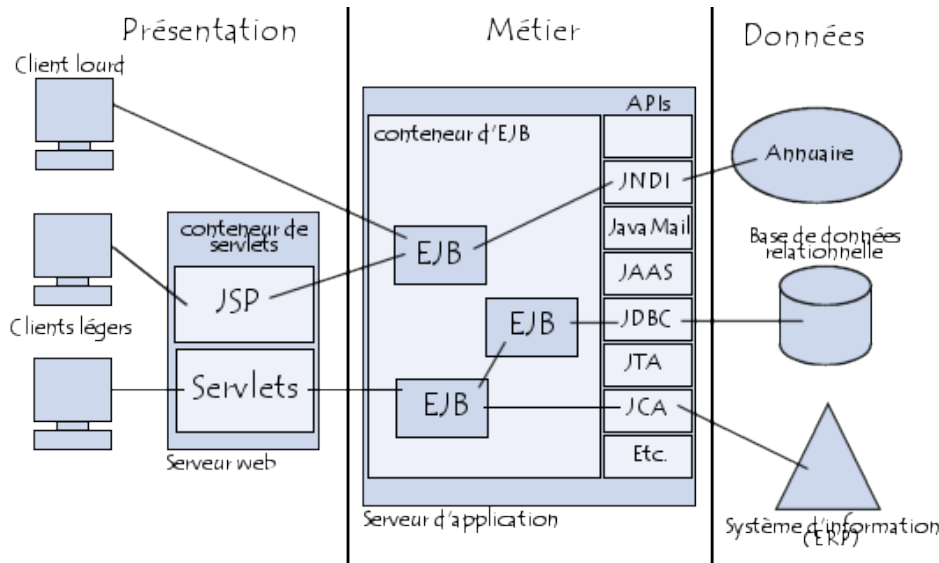 Présentation
Métier
Données
Client lourd
Clients légers
conteneur de
servlets
JSP
Servlets
Serveur web
APIs
conteneur d'EJB
EJB
EJB
EJB
JNDI
Java Mail
JAAS
JDBC
JTA
JCA
Etc.
Serveur d'application
Annuaire
Base de données
relationnelle
Système d'information
(ERP)